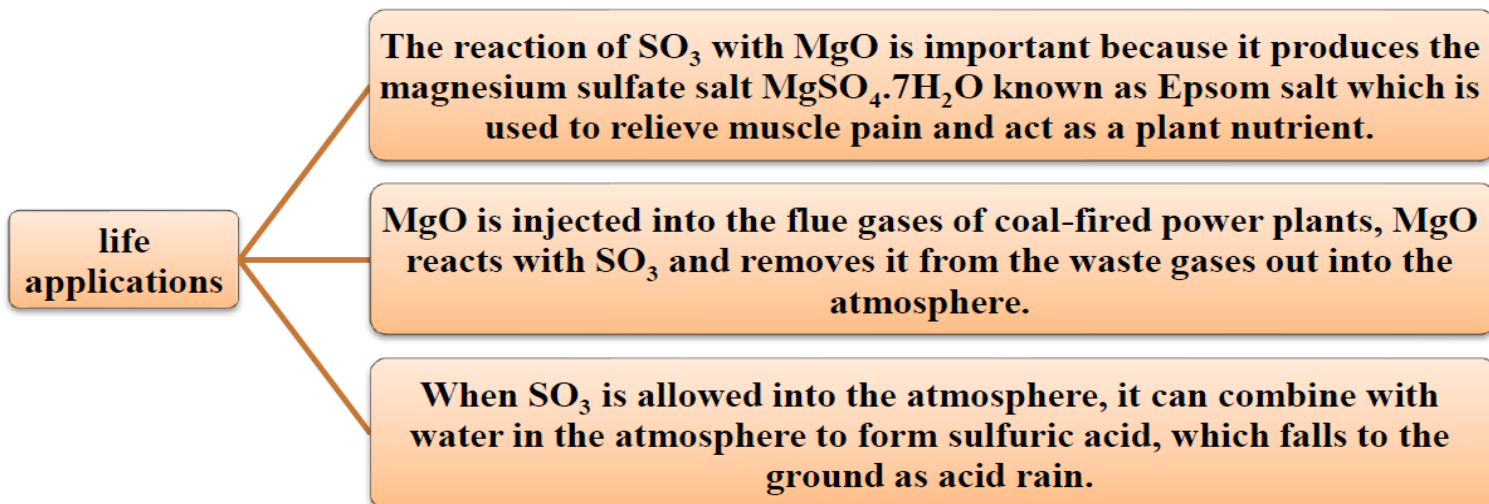 The reaction of SO₃ with MgO is important because it produces the
magnesium sulfate salt MgSO₄.7H₂O known as Epsom salt which is
used to relieve muscle pain and act as a plant nutrient.
life
applications
MgO is injected into the flue gases of coal-fired power plants, MgO
reacts with SO₃ and removes it from the waste gases out into the
atmosphere.
When SO₃ is allowed into the atmosphere, it can combine with
water in the atmosphere to form sulfuric acid, which falls to the
ground as acid rain.